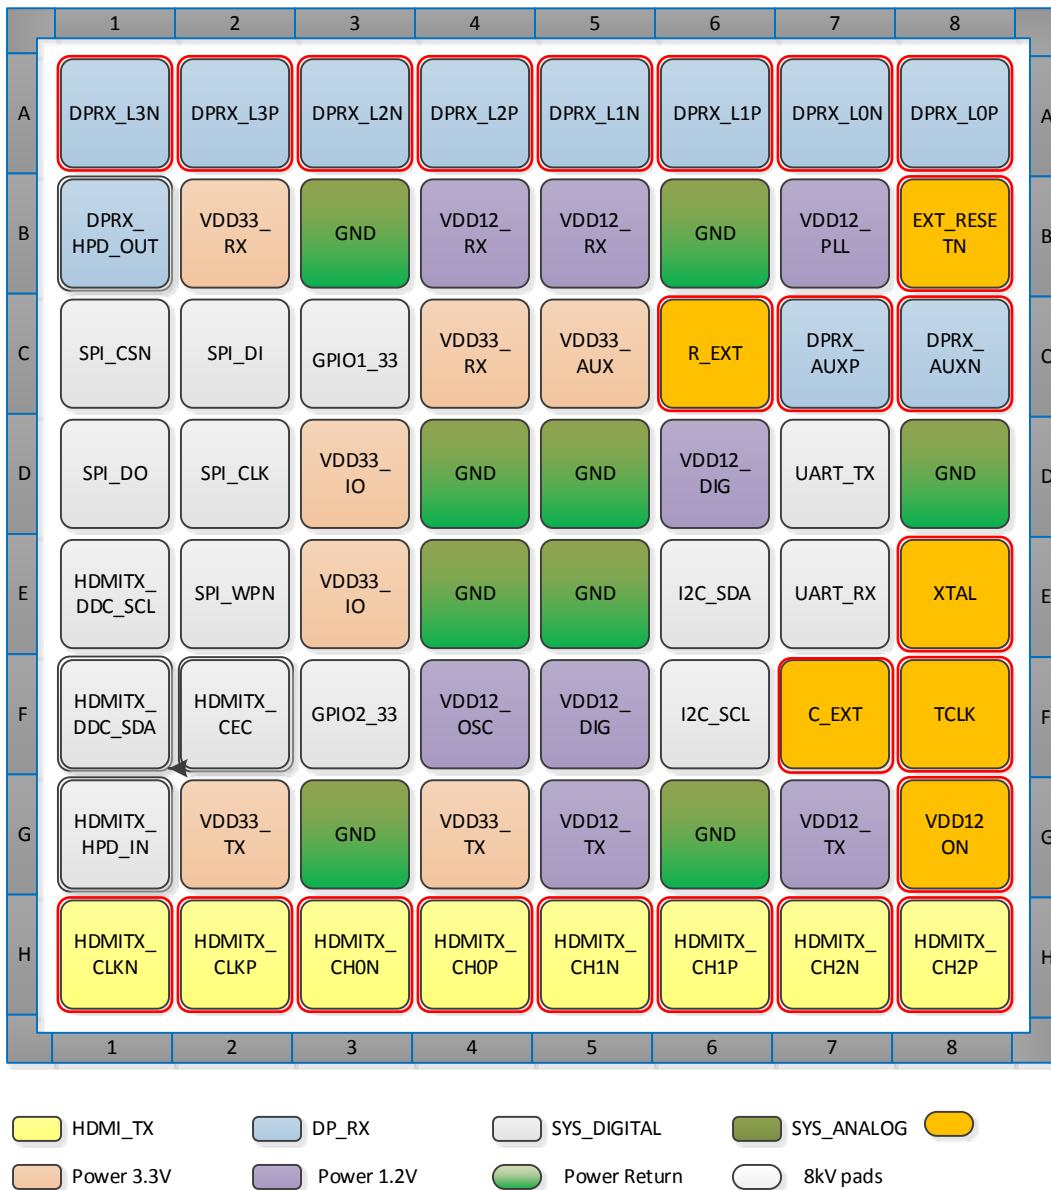 1 2 3 4 5 6 7 8
A DPRX_L3N DPRX_L3P DPRX_L2N DPRX_L2P DPRX_L1N DPRX_L1P DPRX_L0N DPRX_L0P A
B DPRX_ VDD33_ GND VDD12_ VDD12_ GND VDD12_ EXT_RESE B
HPD_OUT RX RX RX PLL TN
C SPI_CSN SPI_DI GPIO1_33 VDD33_ VDD33_ R_EXT DPRX_ DPRX_ C
RX AUX AUXP AUXN
D SPI_DO SPI_CLK VDD33_ GND GND VDD12_ UART_TX GND D
IO DIG
E HDMITX_ SPI_WPN VDD33_ GND GND I2C_SDA UART_RX XTAL E
DDC_SCL IO
F HDMITX_ HDMITX_ GPIO2_33 VDD12_ VDD12_ I2C_SCL C_EXT TCLK F
DDC_SDA CEC OSC DIG
G HDMITX_ VDD33_ GND VDD33_ VDD12_ GND VDD12_ VDD12 G
HPD_IN TX TX TX TX ON
H HDMITX_ HDMITX_ HDMITX_ HDMITX_ HDMITX_ HDMITX_ HDMITX_ HDMITX_ H
CLKN CLKP CH0N CH0P CH1N CH1P CH2N CH2P
1 2 3 4 5 6 7 8
HDMI_TX DP_RX SYS_DIGITAL SYS_ANALOG
Power 3.3V Power 1.2V Power Return 8kV pads